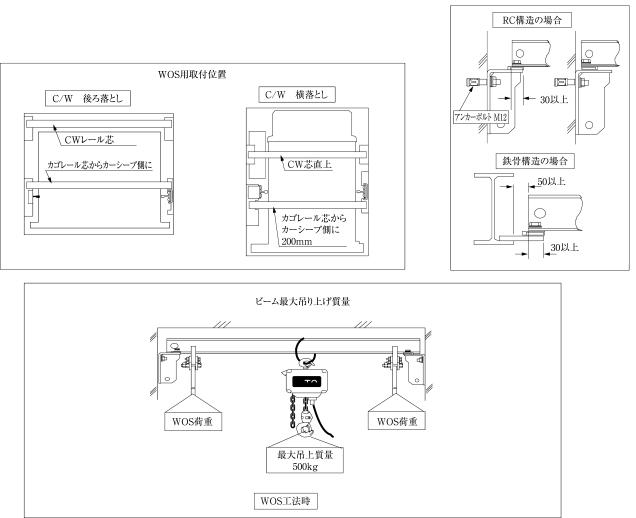 WOS用取付位置
C/W 後ろ落とし
CWレール芯
カゴレール芯からカーシーブ側に
C/W 横落とし
CW芯直上
カゴレール芯から
カーシーブ側に
200mm
RC構造の場合
30以上
アンカーボルト M12
鉄骨構造の場合
50以上
30以上
ビーム最大吊り上げ質量
WOS荷重
WOS荷重
最大吊上質量
500kg
WOS工法時